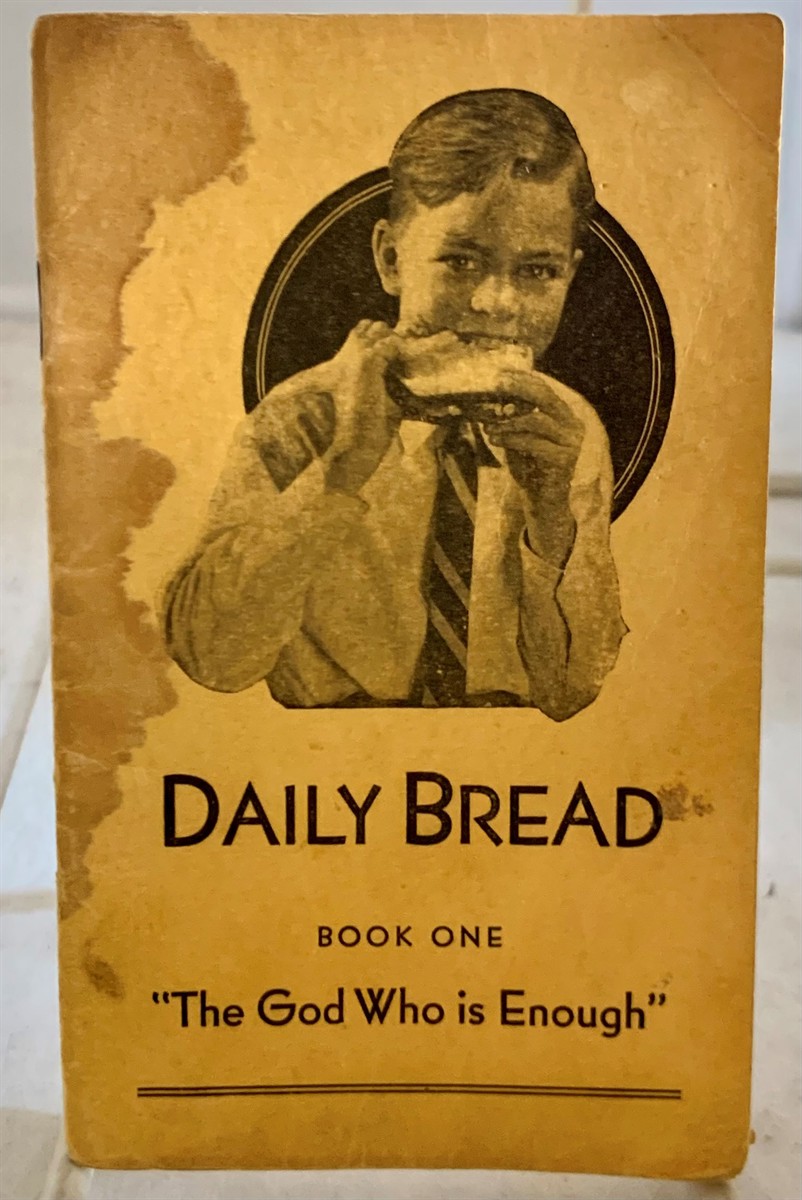 DAILY BREAD
BOOK ONE
"The God Who is Enough"